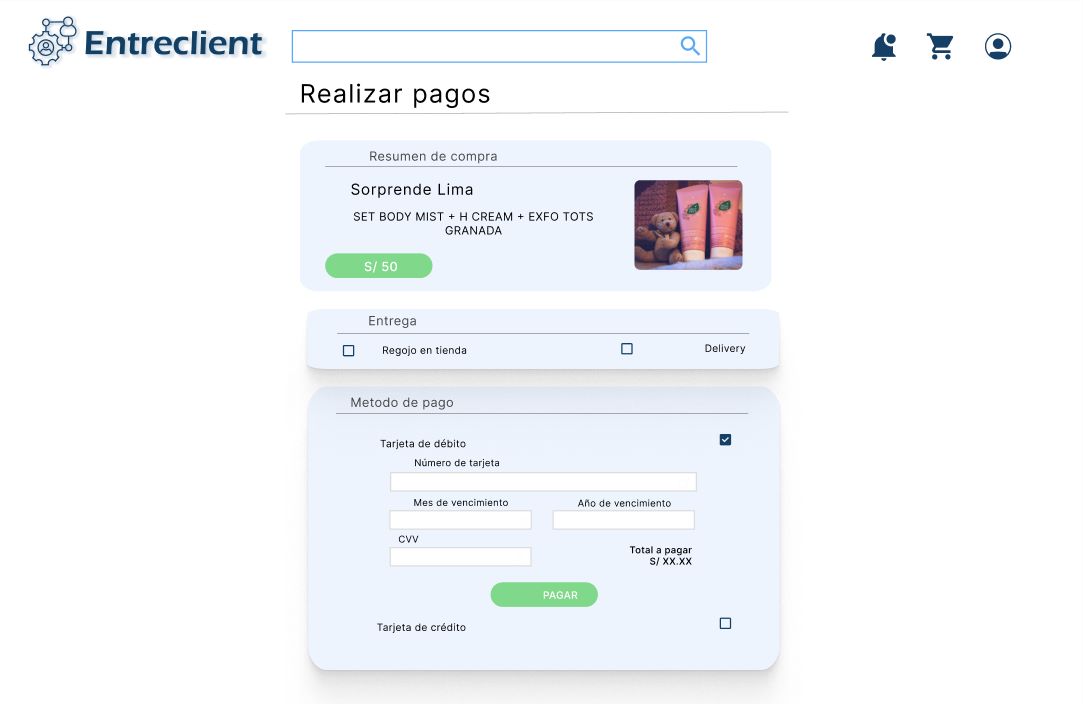 Entreclient
Realizar pagos
Resumen de compra
Sorprende Lima
SET BODY MIST + H CREAM + EXFO TOTS
GRANADA
S/ 50
Entrega
Regojo en tienda
Delivery
Metodo de pago
Tarjeta de débito
Número de tarjeta
Mes de vencimiento
Año de vencimiento
CVV
Total a pagar
S/ XX.XX
PAGAR
Tarjeta de crédito